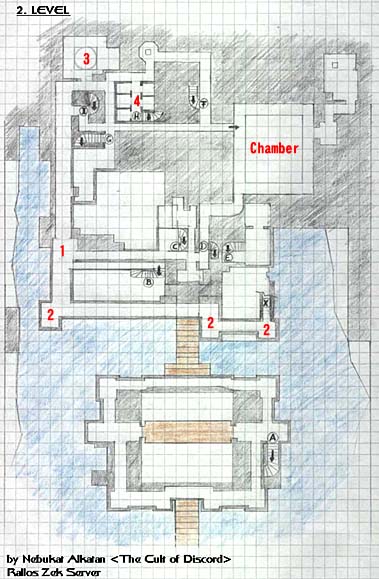 2. LEVEL
3
4
I
H
F
G
Chamber
1
C
D
E
B
X
2
2
2
A
by Nebukat Alkatan <The Cult of Discord>
Rallos Zek Server